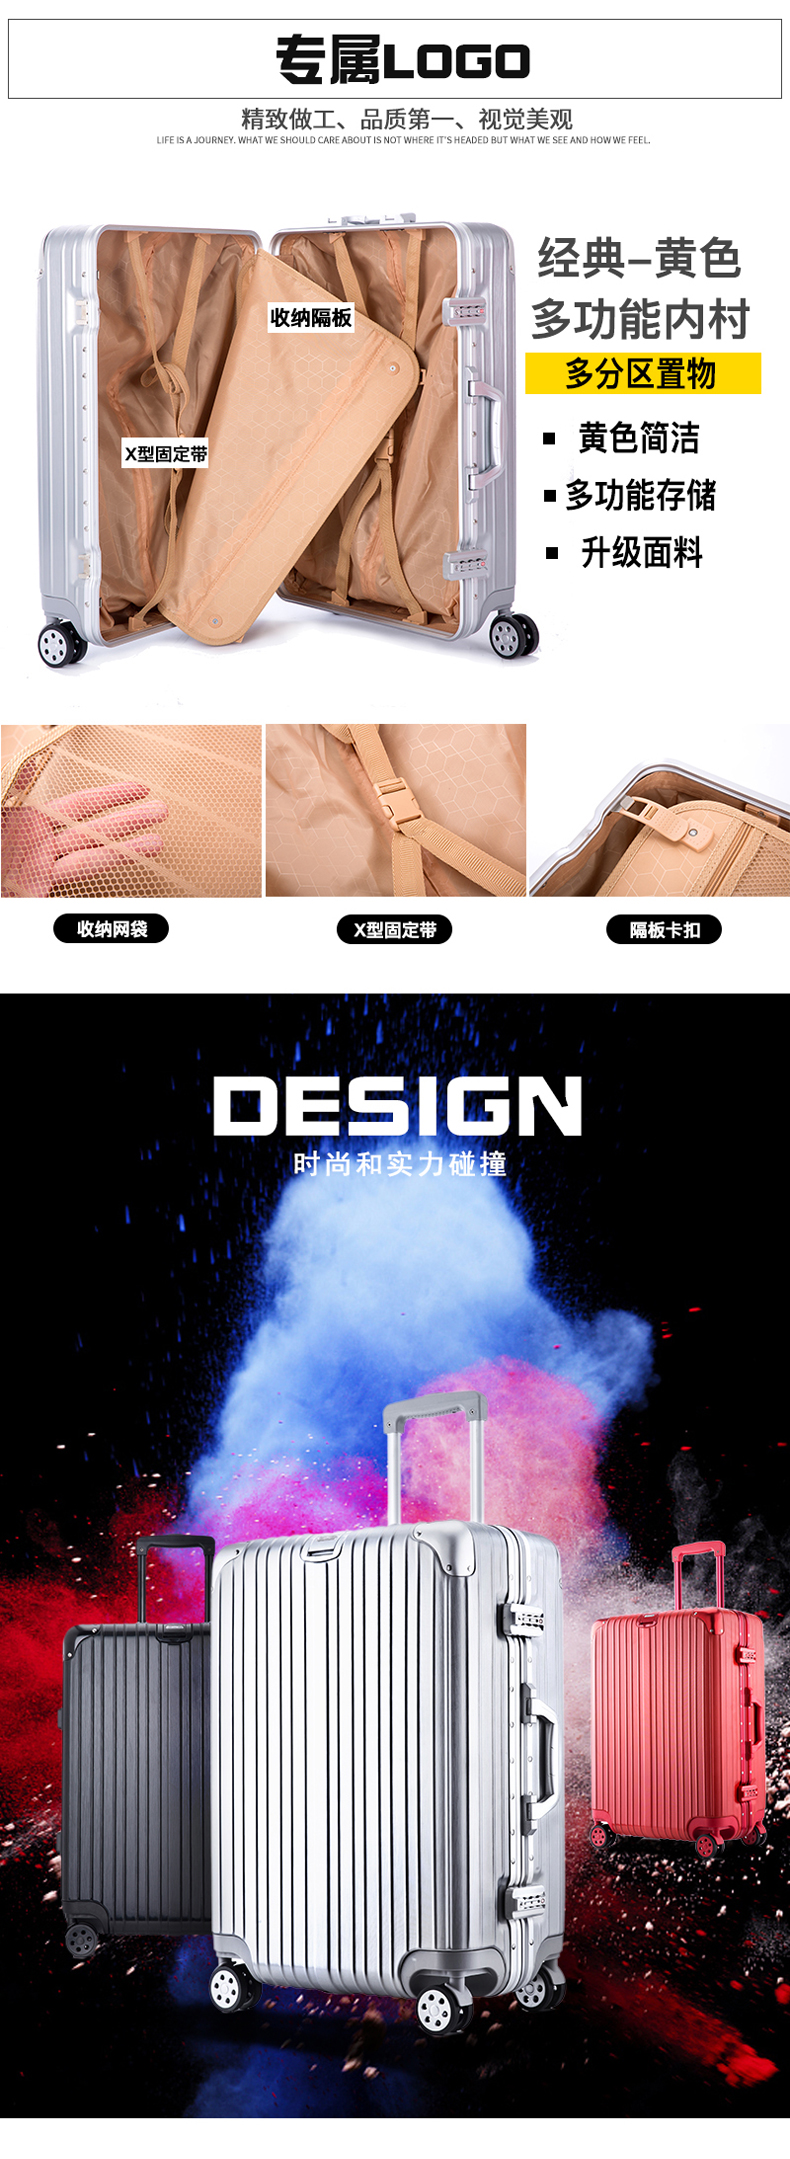 专属LOGO
精致做工、品质第一、视觉美观
LIFE IS A JOURNEY. WHAT WE SHOULD CARE ABOUT IS NOT WHERE IT'S HEADED BUT WHAT WE SEE AND HOW WE FEEL.
经典-黄色
多功能内村
多分区置物
■ 黄色简洁
■ 多功能存储
■ 升级面料
收纳隔板
X型固定带
收纳网袋
X型固定带
隔板卡扣
DESIGN
时尚和实力碰撞